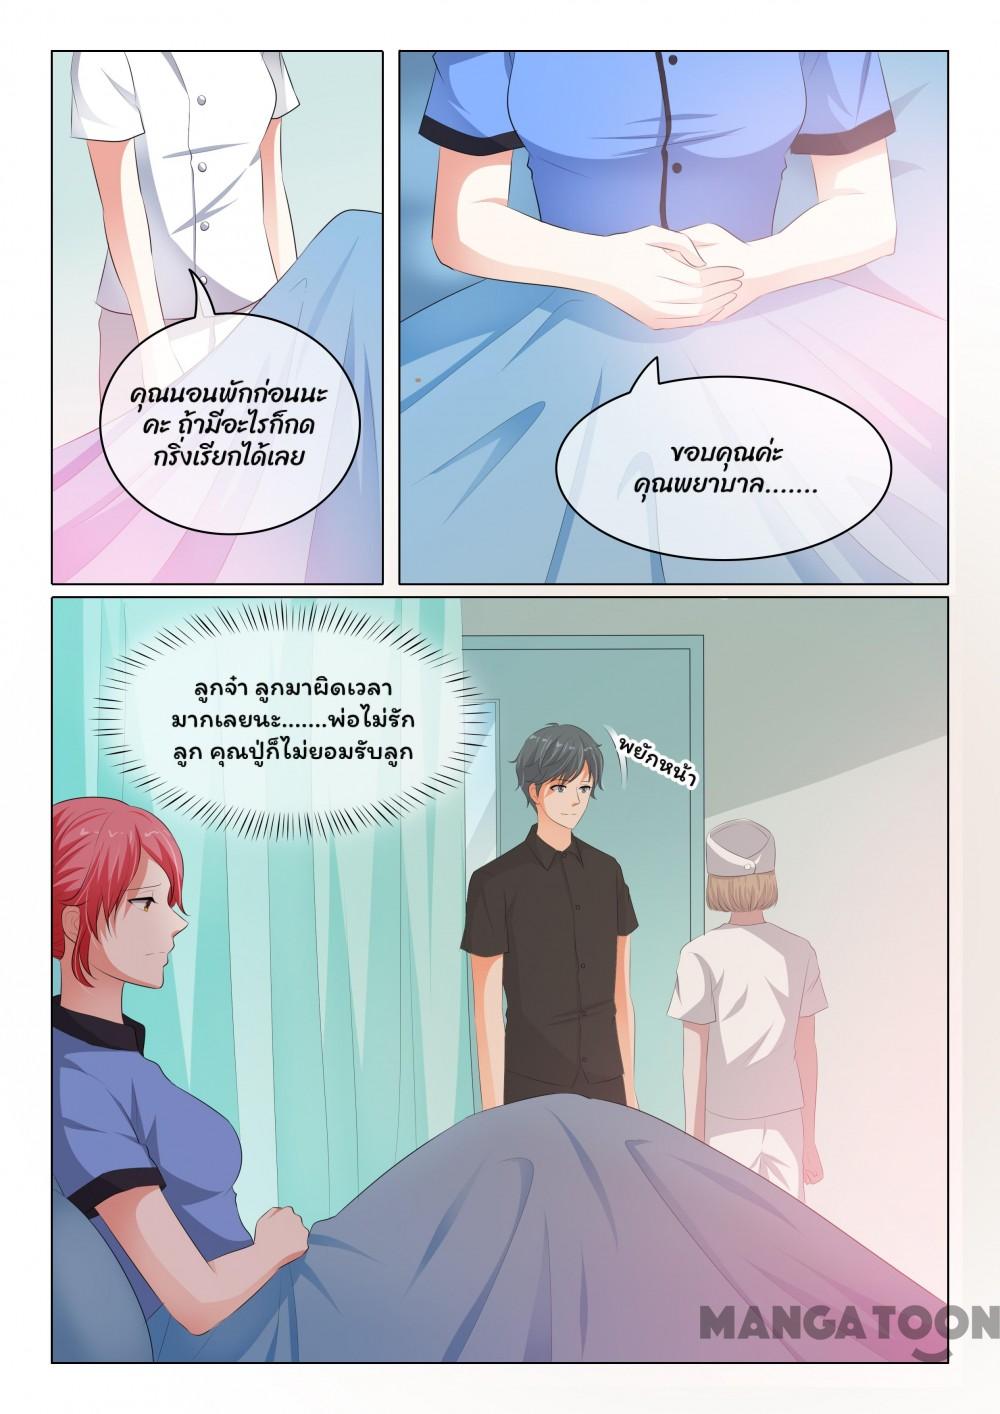 คุณนอนพักก่อนนะ
คะ ถ้ามีอะไรก็กด
กริ่งเรียกได้เลย
ขอบคุณค่ะ
คุณพยาบาล.......
ลูกจ๋า ลูกมาผิดเวลา
มากเลยนะ.......พ่อไม่รัก
ลูก คุณปู่ก็ไม่ยอมรับลูก
พยักหน้า
MANGATOON